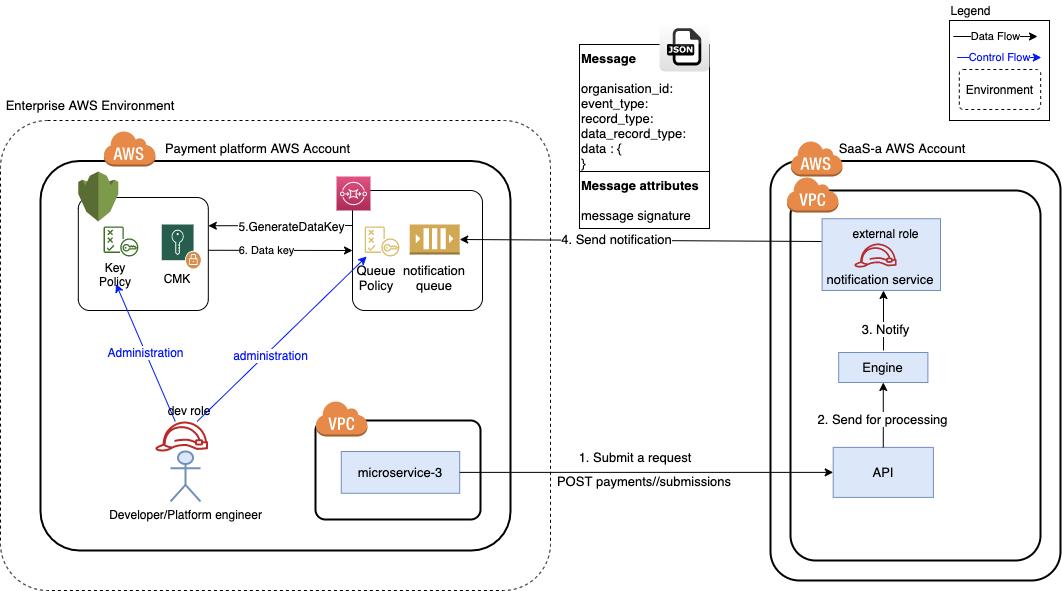 Legend
Data Flow
Control Flow
Environment
JSON
Message
organisation_id:
event_type:
record_type:
data_record_type:
data : {
}
Message attributes
message signature
Enterprise AWS Environment
AWS
Payment platform AWS Account
5.GenerateDataKey
6. Data key
Key
Policy
CMK
Queue
Policy
notification
queue
4. Send notification
Administration
administration
dev role
Developer/Platform engineer
VPC
microservice-3
1. Submit a request
POST payments//submissions
AWS
SaaS-a AWS Account
VPC
external role
notification service
3. Notify
Engine
2. Send for processing
API